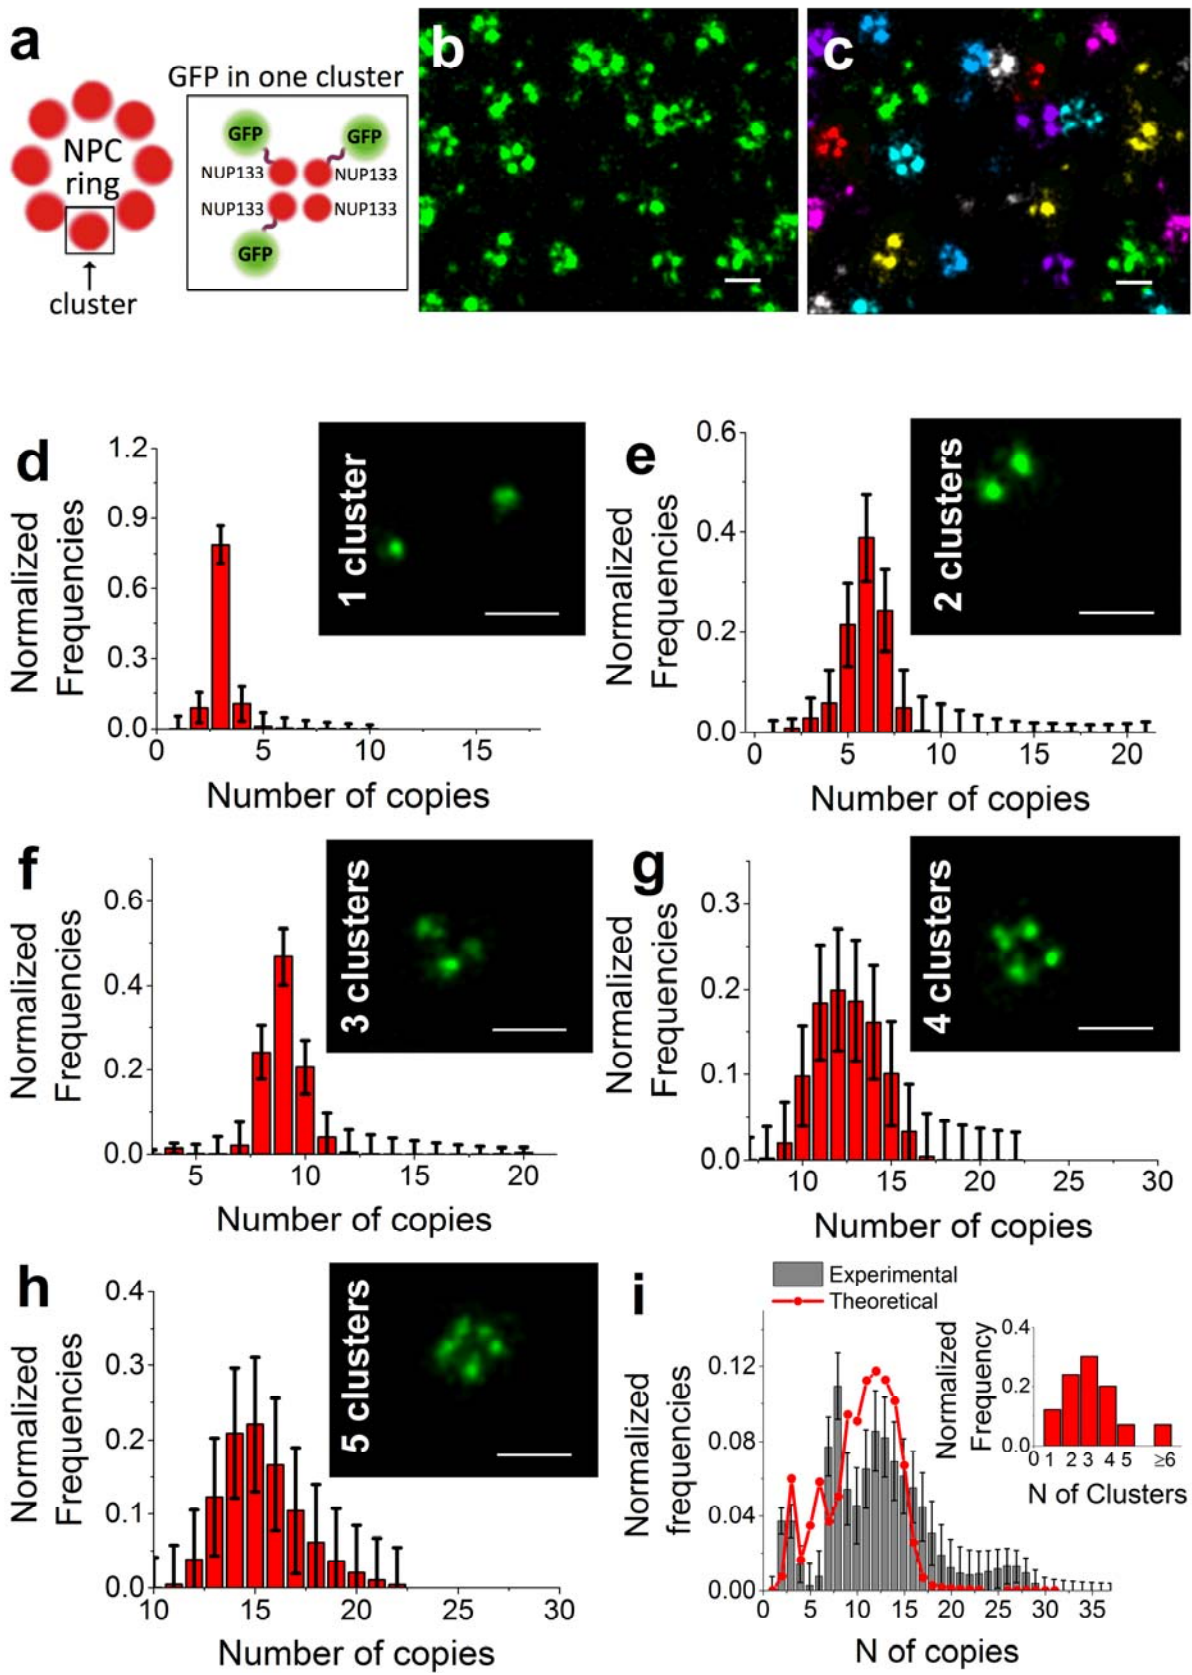 a
GFP in one cluster
NPC
ring
cluster
GFP
GFP
NUP133
NUP133
NUP133
NUP133
GFP
b
c
d
Normalized
Frequencies
1.2
0.9
0.6
0.3
0.0
0
5
10
15
Number of copies
1 cluster
e
Normalized
Frequencies
0.6
0.4
0.2
0.0
0
5
10
15
20
Number of copies
2 clusters
f
Normalized
Frequencies
0.6
0.4
0.2
0.0
5
10
15
20
Number of copies
3 clusters
g
Normalized
Frequencies
0.3
0.2
0.1
0.0
10
15
20
25
30
Number of copies
4 clusters
h
Normalized
Frequencies
0.4
0.3
0.2
0.1
0.0
10
15
20
25
30
Number of copies
5 clusters
i
Experimental
Theoretical
Normalized
frequencies
0.12
0.08
0.04
0.00
0
5
10
15
20
25
30
35
N of copies
Normalized
Frequency
0.4
0.2
0.0
0
1
2
3
4
5
≥6
N of Clusters